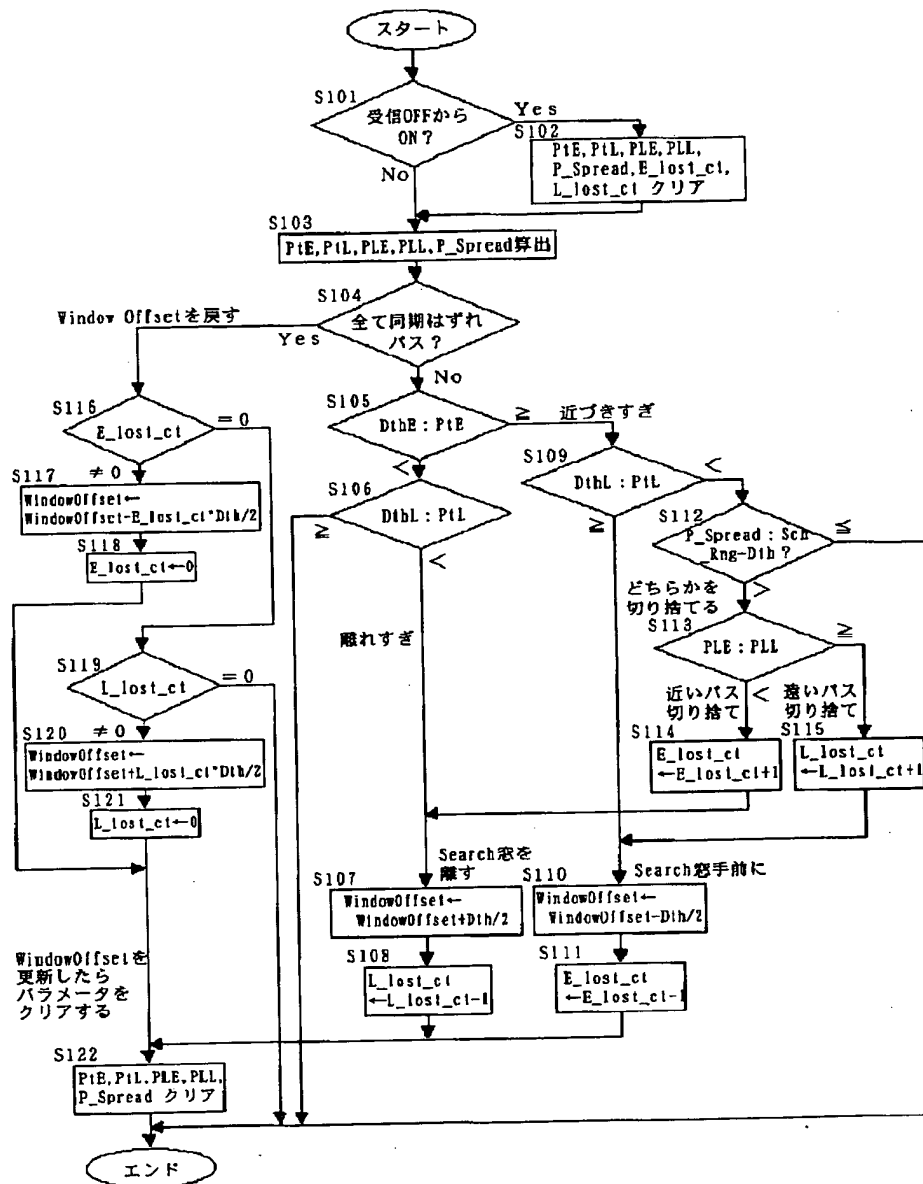 スタート
S101
受信OFFから
ON?
Yes
No
S102
PtE,PtL,PLE,PLL,
P_Spread,E_lost_ct,
L_lost_ct クリア
S103
PtE,PtL,PLE,PLL,P_Spread算出
S104
全て同期はずれ
パス?
Window Offsetを戻す
Yes
No
S105
DthE:PtE
≧
近づきすぎ
<
S116
E_lost_ct
=0
≠0
S109
DthL:PtL
<
≧
S106
DthL:PtL
≧
<
S117
WindowOffset←
WindowOffset-E_lost_ct*Dth/2
S118
E_lost_ct←0
S112
P_Spread:Sch
_Rng-Dth?
≦
>
どちらかを
切り捨てる
S113
PLE:PLL
≧
<
離れすぎ
S119
L_lost_ct
=0
≠0
近いパス
切り捨て
遠いパス
切り捨て
S114
E_lost_ct
←E_lost_ct+1
S115
L_lost_ct
←L_lost_ct+1
S120
WindowOffset←
WindowOffset+L_lost_ct*Dth/2
S121
L_lost_ct←0
Search窓を
離す
S107
WindowOffset←
WindowOffset+Dth/2
Search窓手前に
S110
WindowOffset←
WindowOffset-Dth/2
S108
L_lost_ct
←L_lost_ct-1
S111
E_lost_ct
←E_lost_ct-1
WindowOffsetを
更新したら
パラメータを
クリアする
S122
PtE,PtL,PLE,PLL,
P_Spread クリア
エンド